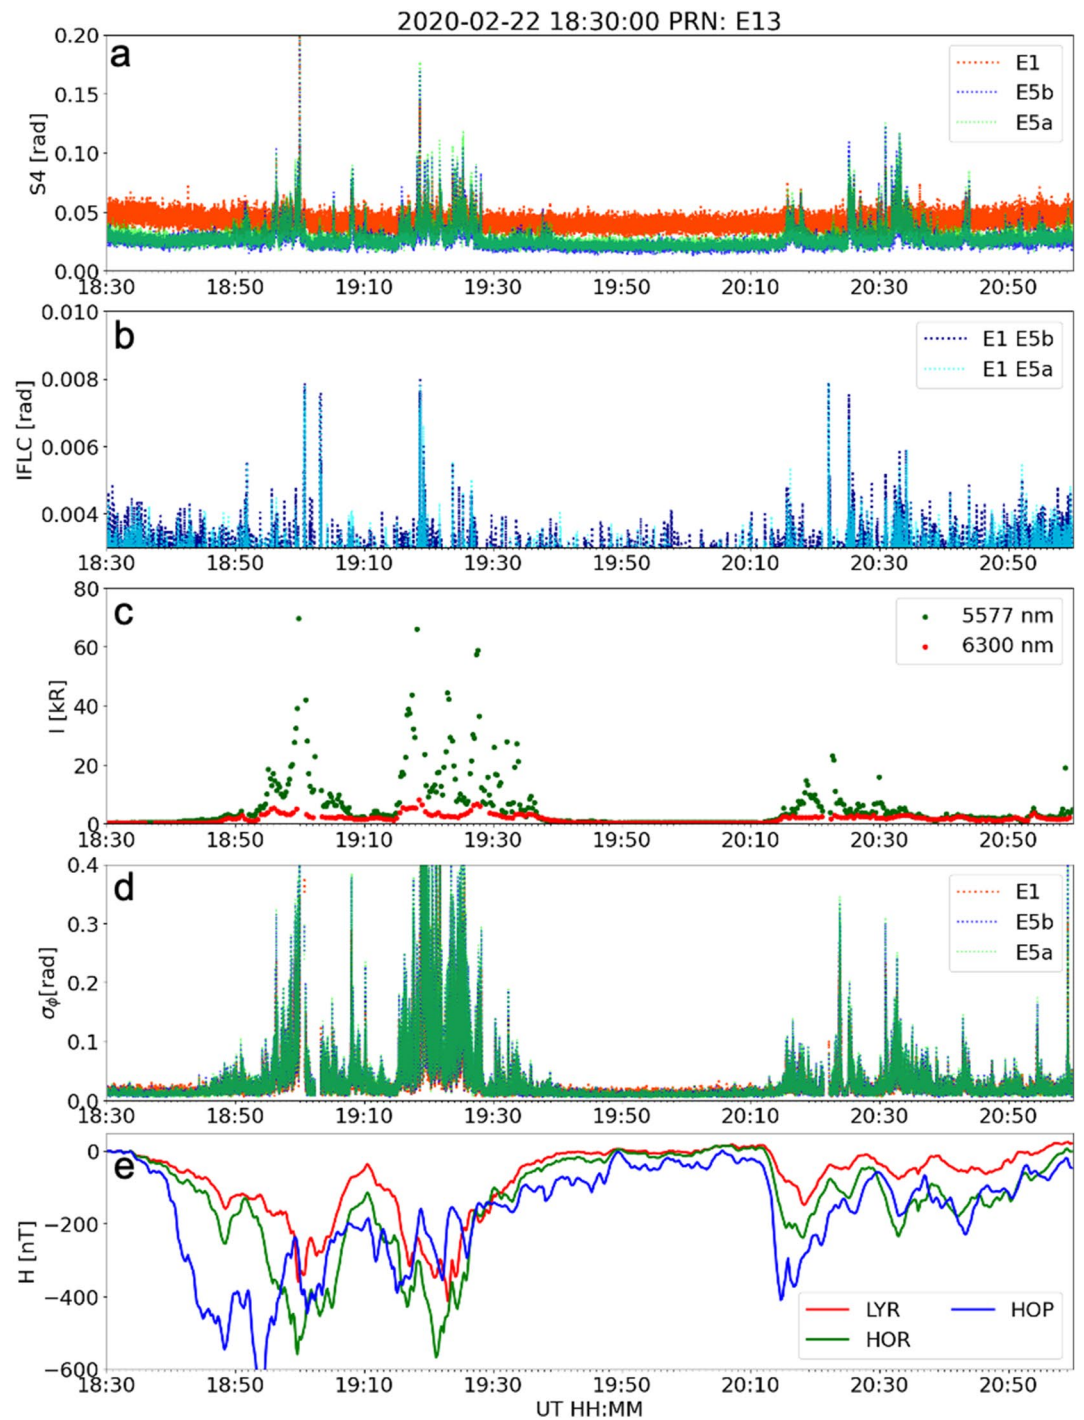 2020-02-22 18:30:00 PRN: E13
a
S4 [rad]
0.20
0.15
0.10
0.05
0.00
E1
E5b
E5a
18:30 18:50 19:10 19:30 19:50 20:10 20:30 20:50
b
IFLC [rad]
0.010
0.008
0.006
0.004
E1 E5b
E1 E5a
18:30 18:50 19:10 19:30 19:50 20:10 20:30 20:50
c
I [kR]
80
60
40
20
0
5577 nm
6300 nm
18:30 18:50 19:10 19:30 19:50 20:10 20:30 20:50
d
σϕ[rad]
0.4
0.3
0.2
0.1
0.0
E1
E5b
E5a
18:30 18:50 19:10 19:30 19:50 20:10 20:30 20:50
e
H [nT]
0
−200
−400
−600
LYR HOP
HOR
18:30 18:50 19:10 19:30 19:50 20:10 20:30 20:50
UT HH:MM